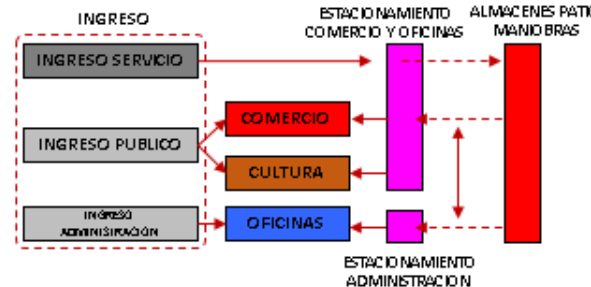 INGRESO
ESTACIONAMIENTO
COMERCIO Y OFICINAS
ALMACENES PATIO
MANIOBRAS
INGRESO SERVICIO
COMERCIO
INGRESO PUBLICO
CULTURA
INGRESO
ADMINISTRACIÓN
OFICINAS
ESTACIONAMIENTO
ADMINISTRACION